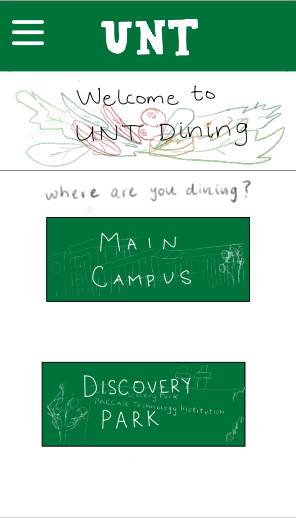 UNT
Welcome to
UNT Dining
where are you dining?
MAIN
CAMPUS
DISCOVERY
Discovery Park
PACCAR Technology Institution
PARK